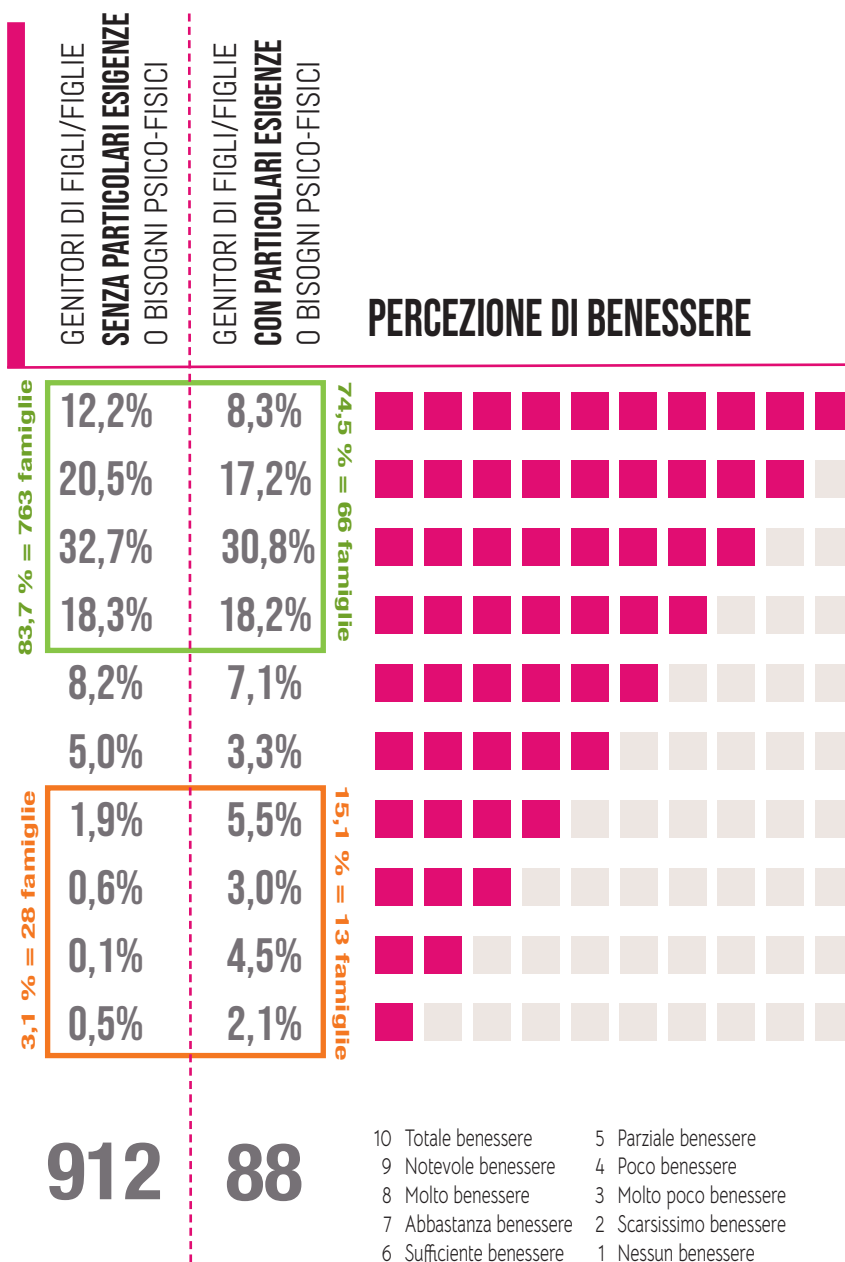 GENITORI DI FIGLI/FIGLIE
SENZA PARTICOLARI ESIGENZE
O BISOGNI PSICO-FISICI
GENITORI DI FIGLI/FIGLIE
CON PARTICOLARI ESIGENZE
O BISOGNI PSICO-FISICI
PERCEZIONE DI BENESSERE
83,7 % = 763 famiglie
74,5 % = 66 famiglie
12,2% 8,3%
20,5% 17,2%
32,7% 30,8%
18,3% 18,2%
8,2% 7,1%
5,0% 3,3%
3,1 % = 28 famiglie
15,1 % = 13 famiglie
1,9% 5,5%
0,6% 3,0%
0,1% 4,5%
0,5% 2,1%
912 88
10 Totale benessere
9 Notevole benessere
8 Molto benessere
7 Abbastanza benessere
6 Sufficiente benessere
5 Parziale benessere
4 Poco benessere
3 Molto poco benessere
2 Scarsissimo benessere
1 Nessun benessere